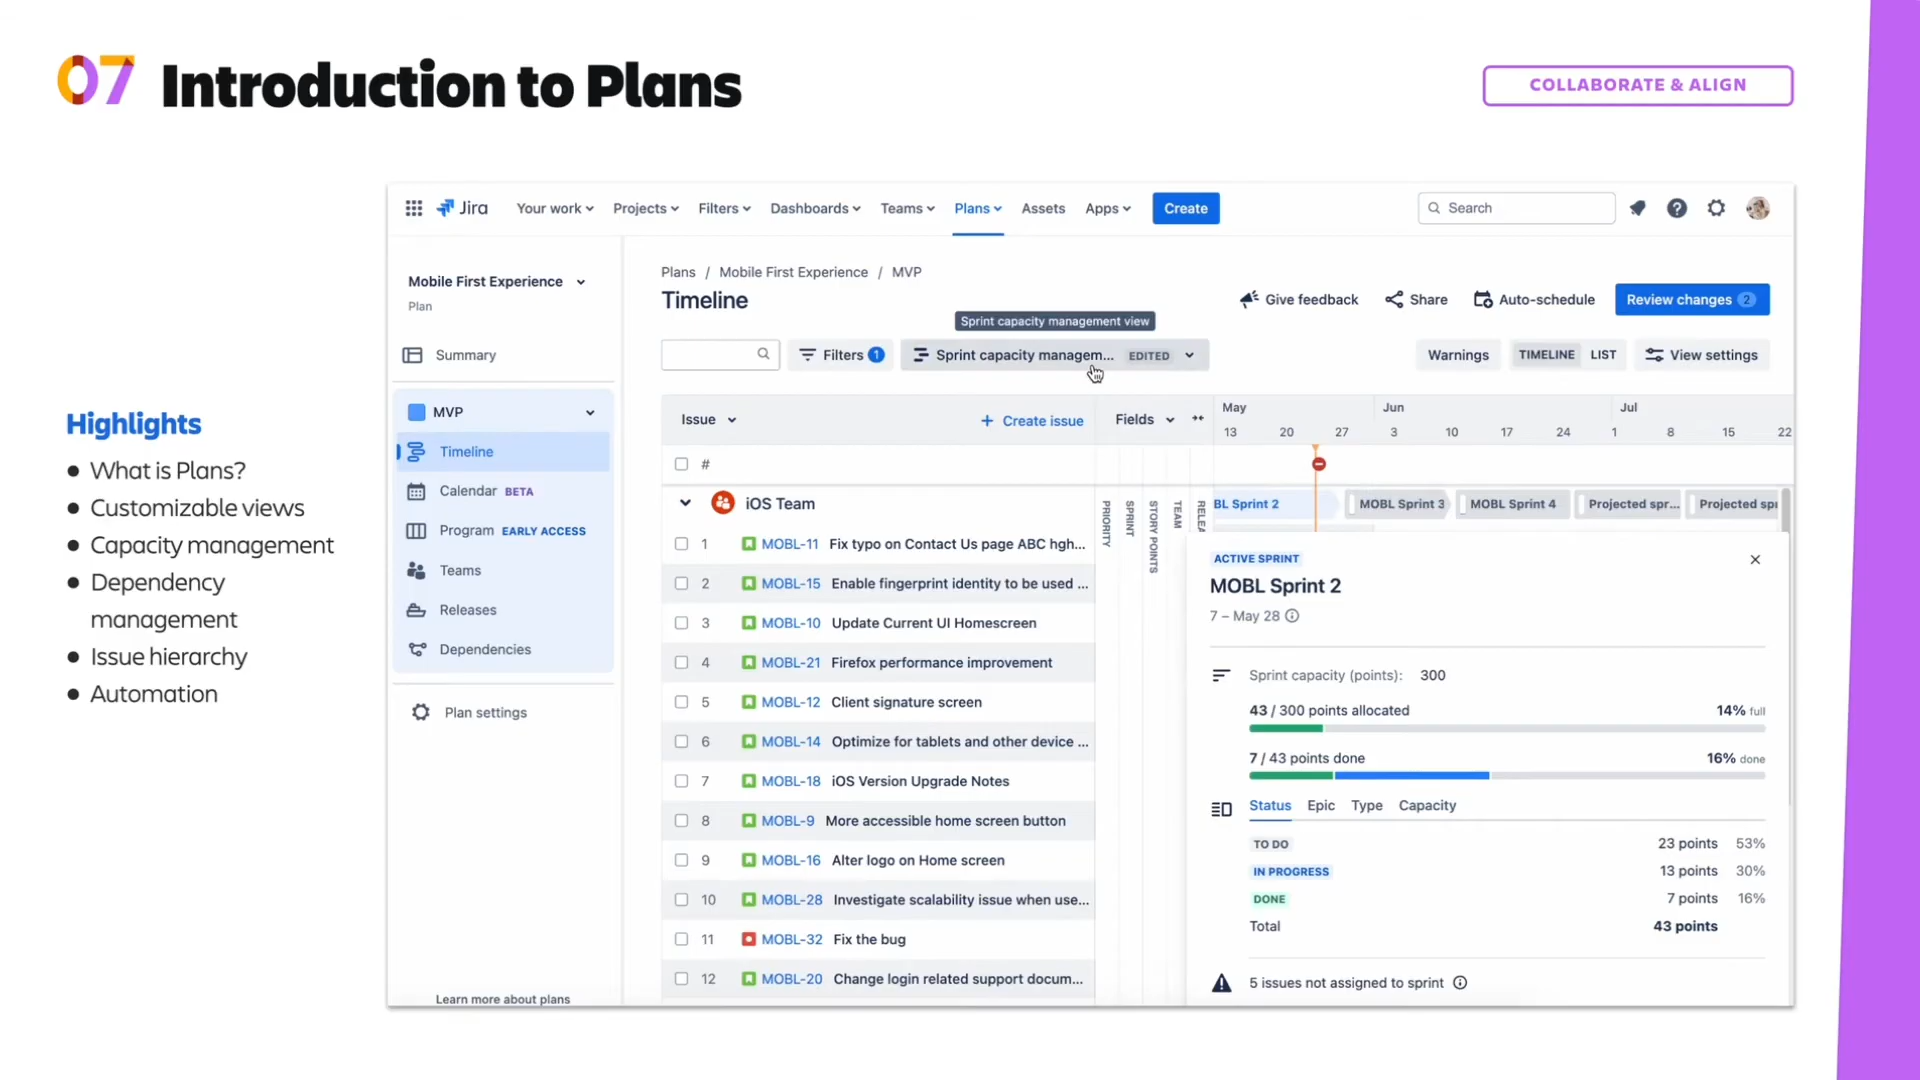 07 Introduction to Plans
COLLABORATE & ALIGN
Highlights
What is Plans?
Customizable views
Capacity management
Dependency
management
Issue hierarchy
Automation
Jira Your work Projects Filters Dashboards Teams Plans Assets Apps Create Search
Mobile First Experience
Plan
Summary
MVP
Timeline
Calendar BETA
Program EARLY ACCESS
Teams
Releases
Dependencies
Plan settings
Learn more about plans
Plans / Mobile First Experience / MVP
Timeline
Give feedback Share Auto-schedule Review changes 2
Sprint capacity management view
Filters 1 Sprint capacity managem... EDITED Warnings TIMELINE LIST View settings
Issue + Create issue Fields
May Jun Jul
13 20 27 3 10 17 24 1 8 15 22
#
iOS Team
PRIORITY
SPRINT
STORY POINTS
TEAM
RELEA
BL Sprint 2 MOBL Sprint 3 MOBL Sprint 4 Projected spr... Projected spr
1 MOBL-11 Fix typo on Contact Us page ABC hgh...
2 MOBL-15 Enable fingerprint identity to be used ...
3 MOBL-10 Update Current UI Homescreen
4 MOBL-21 Firefox performance improvement
5 MOBL-12 Client signature screen
6 MOBL-14 Optimize for tablets and other device ...
7 MOBL-18 iOS Version Upgrade Notes
8 MOBL-9 More accessible home screen button
9 MOBL-16 Alter logo on Home screen
10 MOBL-28 Investigate scalability issue when use...
11 MOBL-32 Fix the bug
12 MOBL-20 Change login related support docum...
ACTIVE SPRINT
MOBL Sprint 2
7 – May 28
Sprint capacity (points): 300
43 / 300 points allocated 14% full
7 / 43 points done 16% done
Status Epic Type Capacity
TO DO 23 points 53%
IN PROGRESS 13 points 30%
DONE 7 points 16%
Total 43 points
5 issues not assigned to sprint